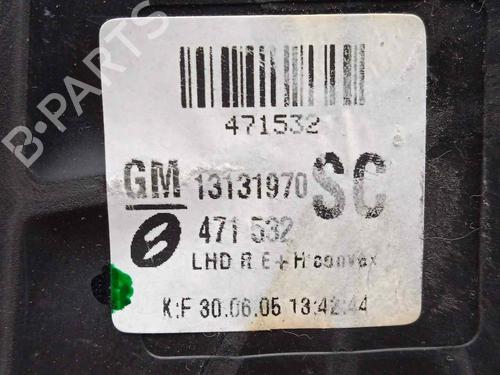 471532
GM 13131970 SC
471 532
LHD R E+H convex
K:F 30.06.05 13:42:44
B-PARTS